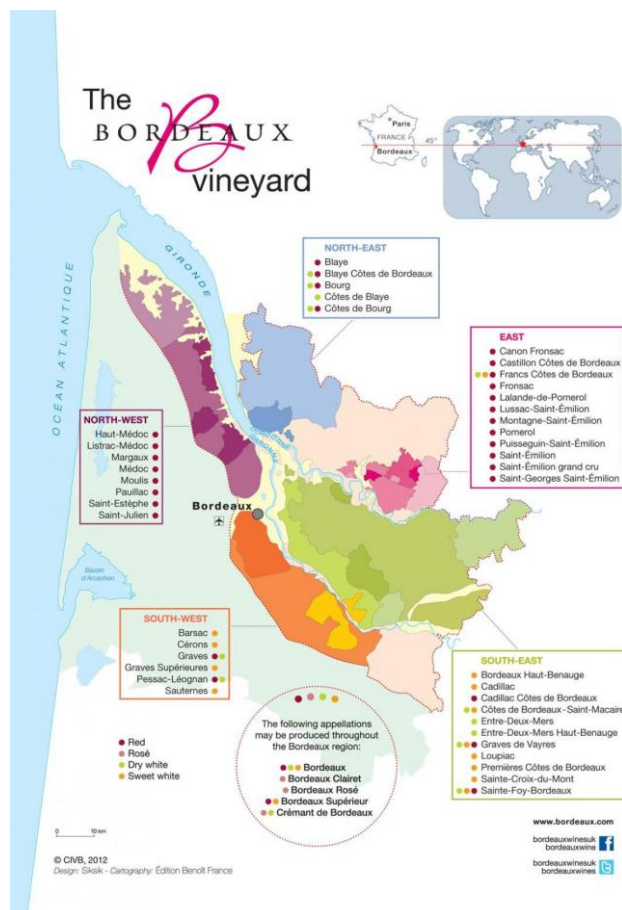 The
BORDEAUX
vineyard
Paris
FRANCE
45°
Bordeaux
OCÉAN ATLANTIQUE
GIRONDE
NORTH-EAST
Blaye
Blaye Côtes de Bordeaux
Bourg
Côtes de Blaye
Côtes de Bourg
EAST
Canon Fronsac
Castillon Côtes de Bordeaux
Francs Côtes de Bordeaux
Fronsac
Lalande-de-Pomerol
Lussac-Saint-Émilion
Montagne-Saint-Émilion
Pomerol
Puisseguin-Saint-Émilion
Saint-Émilion
Saint-Émilion grand cru
Saint-Georges Saint-Émilion
NORTH-WEST
Haut-Médoc
Listrac-Médoc
Margaux
Médoc
Moulis
Pauillac
Saint-Estèphe
Saint-Julien
DORDOGNE
GARONNE
Bordeaux
Bassin
d'Arcachon
SOUTH-WEST
Barsac
Cérons
Graves
Graves Supérieures
Pessac-Léognan
Sauternes
SOUTH-EAST
Bordeaux Haut-Benauge
Cadillac
Cadillac Côtes de Bordeaux
Côtes de Bordeaux-Saint-Macaire
Entre-Deux-Mers
Entre-Deux-Mers Haut-Benauge
Graves de Vayres
Loupiac
Premières Côtes de Bordeaux
Sainte-Croix-du-Mont
Sainte-Foy-Bordeaux
Red
Rosé
Dry white
Sweet white
The following appellations
may be produced throughout
the Bordeaux region:
Bordeaux
Bordeaux Clairet
Bordeaux Rosé
Bordeaux Supérieur
Crémant de Bordeaux
0 10 km
© CIVB, 2012
Design: Siksik - Cartography: Édition Benoît France
www.bordeaux.com
bordeauxwinesuk
bordeauxwine
bordeauxwinesuk
bordeauxwines